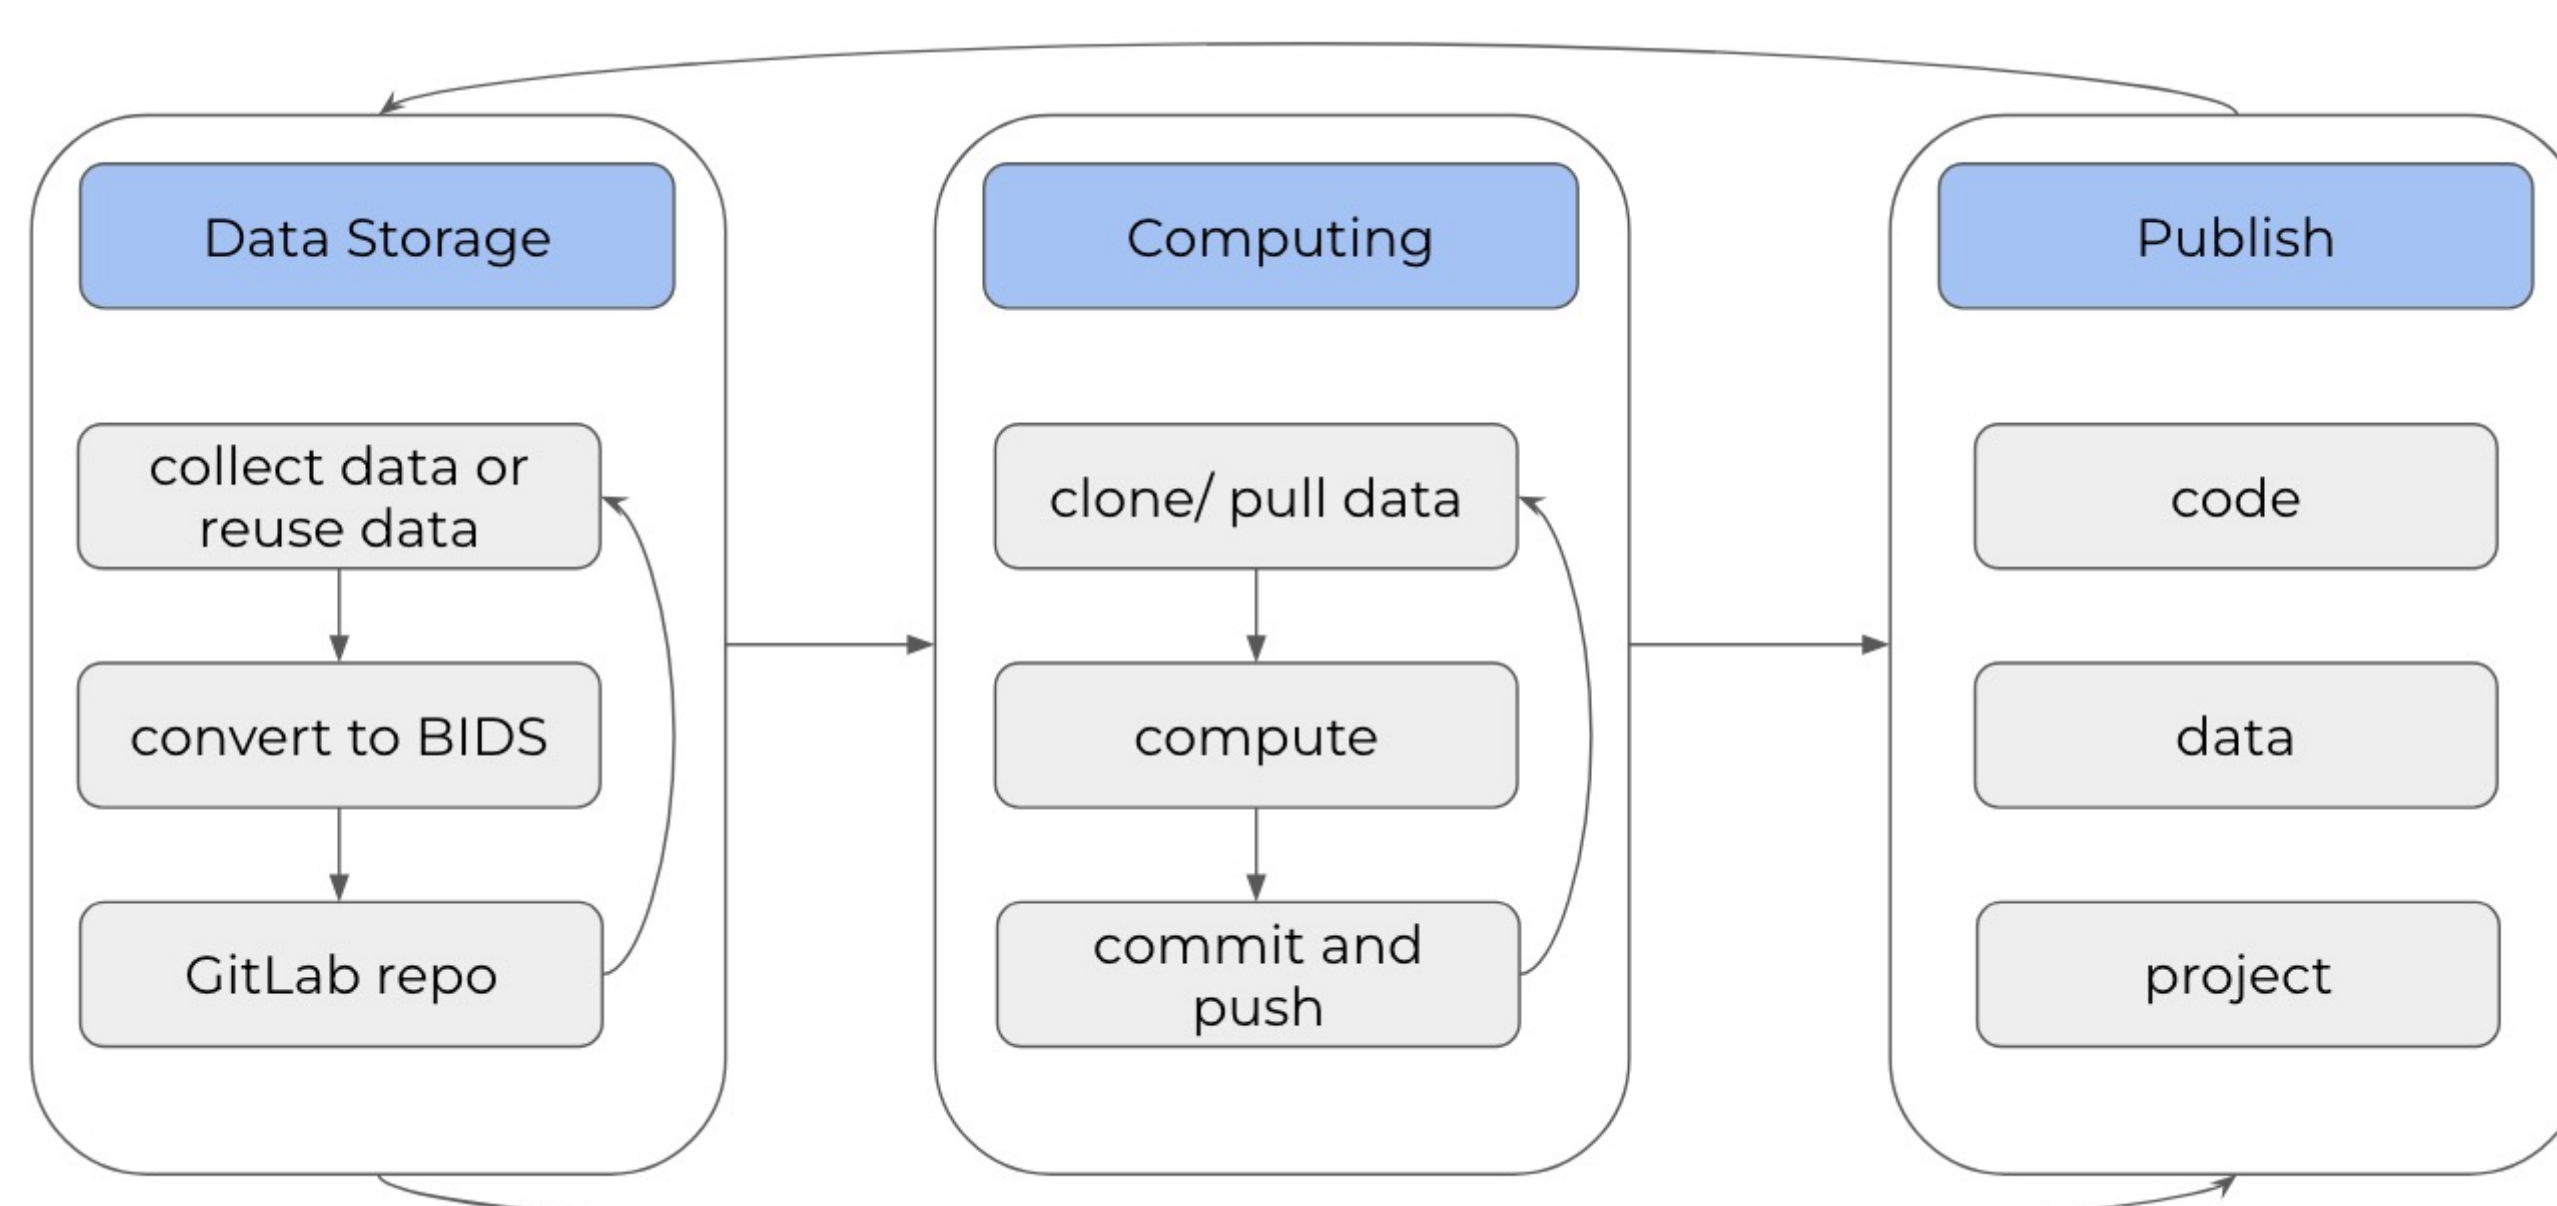 Data Storage
collect data or
reuse data
convert to BIDS
GitLab repo
Computing
clone/ pull data
compute
commit and
push
Publish
code
data
project